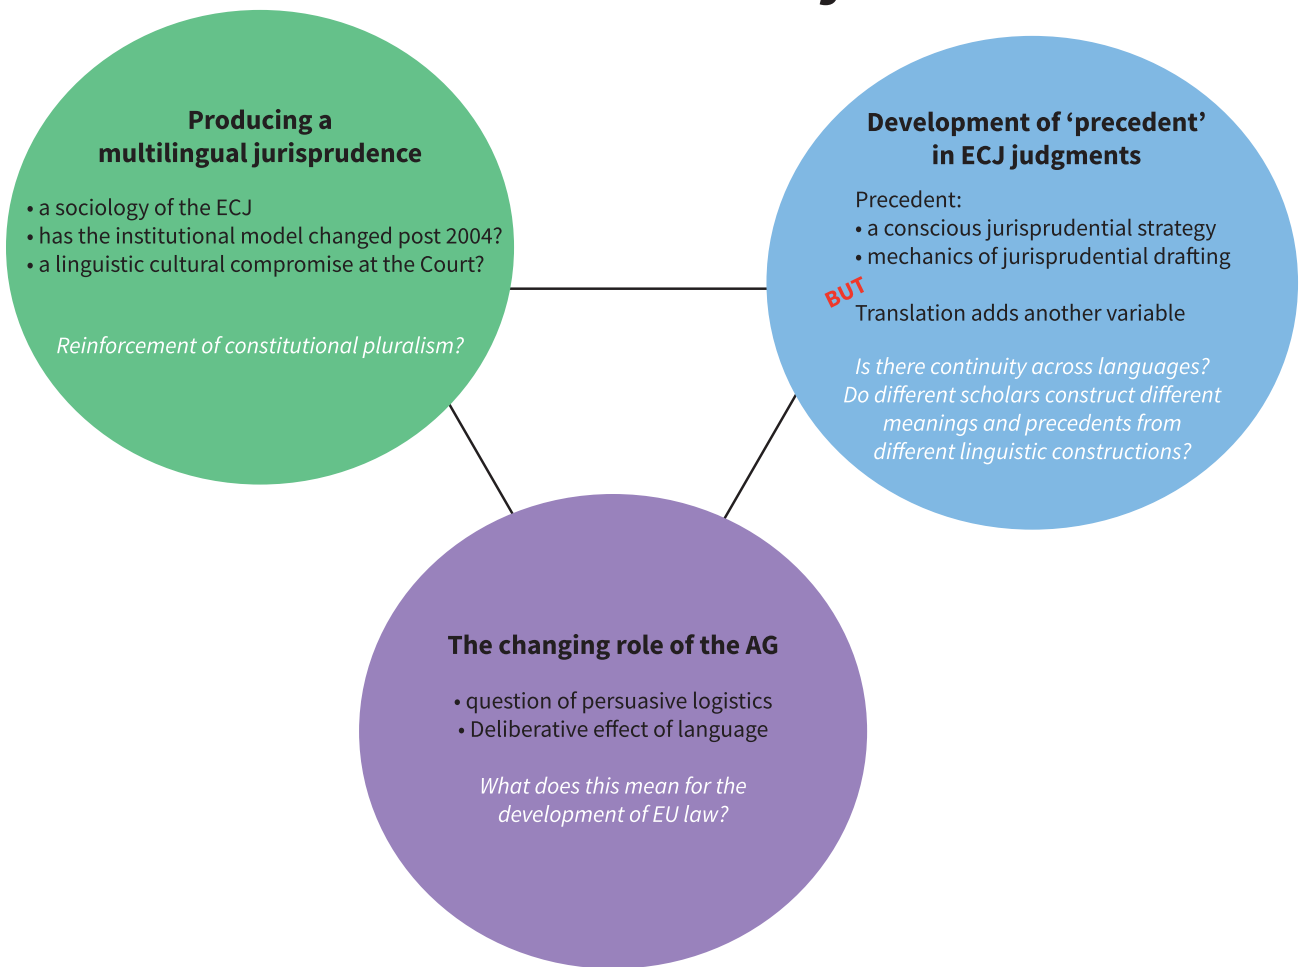 Producing a
multilingual jurisprudence
• a sociology of the ECJ
• has the institutional model changed post 2004?
• a linguistic cultural compromise at the Court?
Reinforcement of constitutional pluralism?
Development of ‘precedent’
in ECJ judgments
Precedent:
• a conscious jurisprudential strategy
• mechanics of jurisprudential drafting
BUT
Translation adds another variable
Is there continuity across languages?
Do different scholars construct different
meanings and precedents from
different linguistic constructions?
The changing role of the AG
• question of persuasive logistics
• Deliberative effect of language
What does this mean for the
development of EU law?